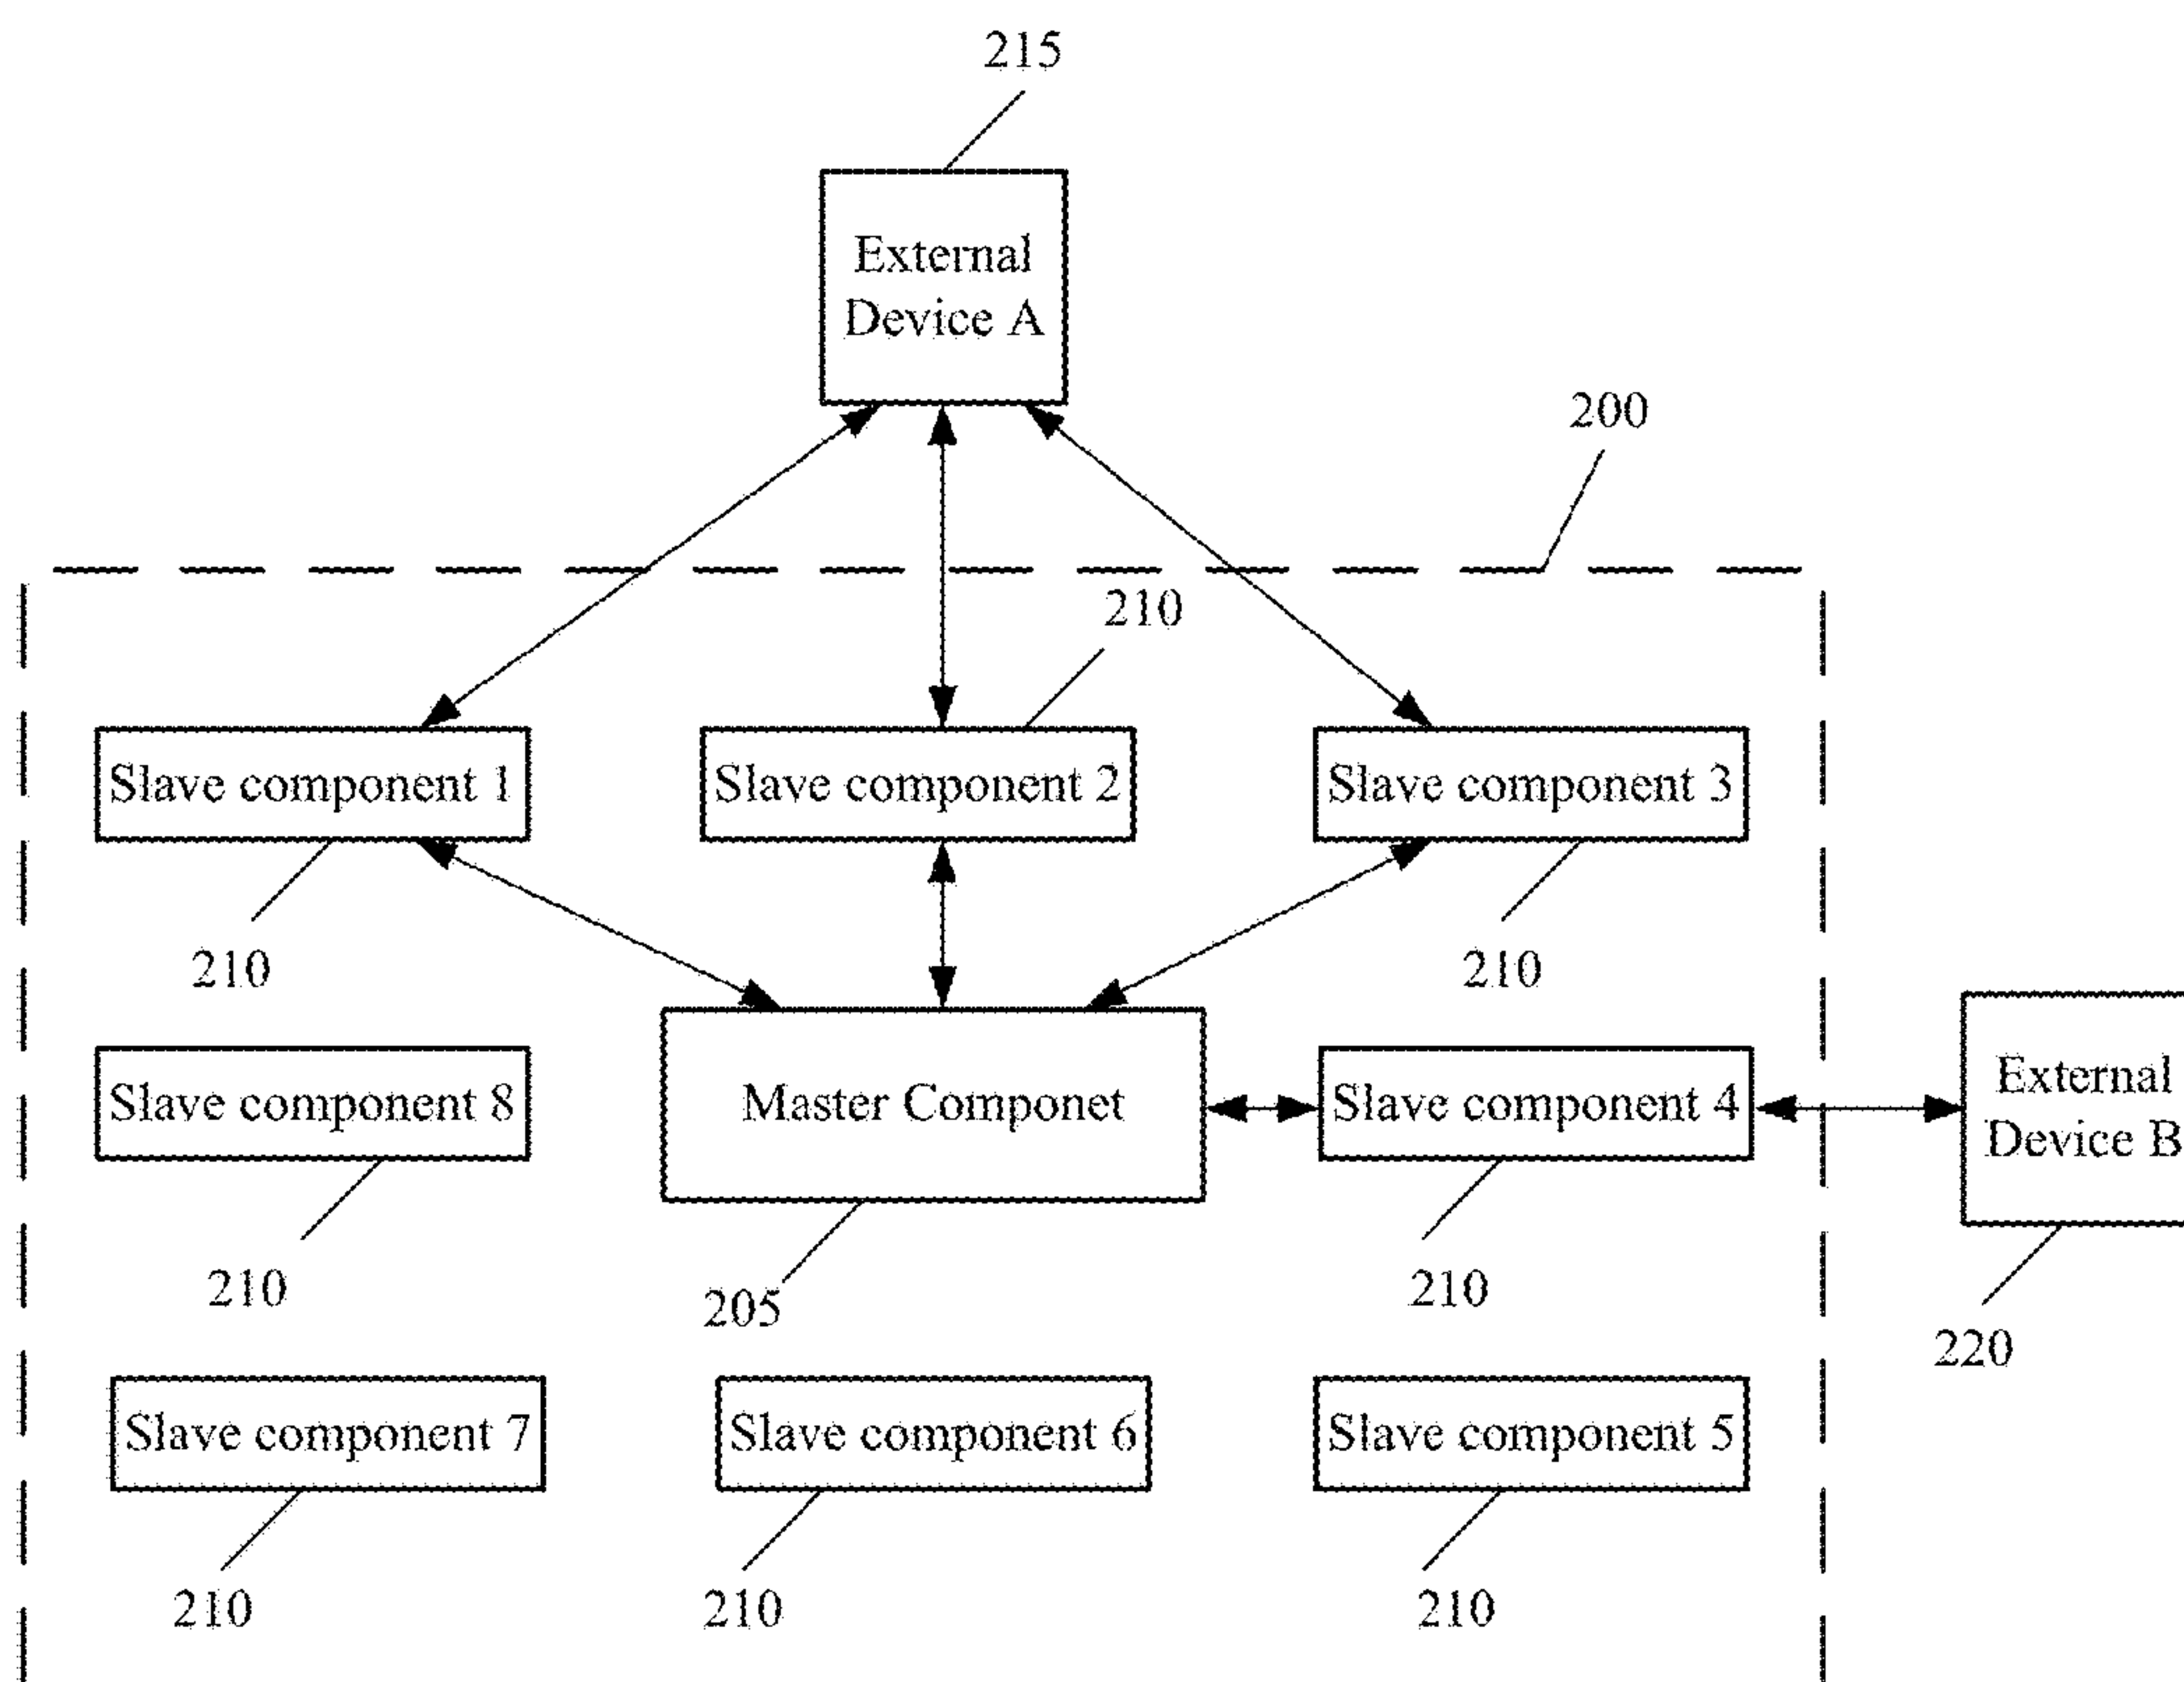 215
External
Device A
200
210
Slave component 1
Slave component 2
Slave component 3
210
210
Slave component 8
Master Componet
Slave component 4
External
Device B
210
205
210
220
Slave component 7
Slave component 6
Slave component 5
210
210
210